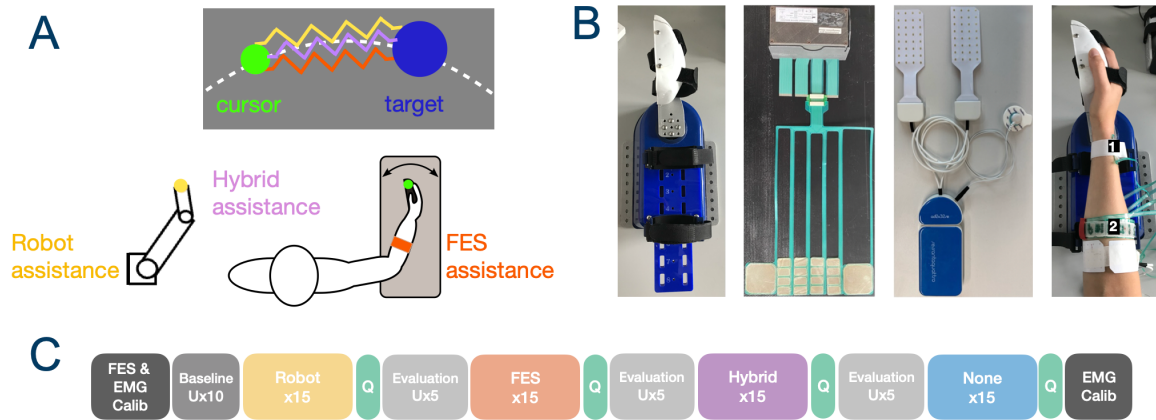 A
cursor
target
Hybrid
assistance
Robot
assistance
FES
assistance
B
1
2
C
FES &
EMG
Calib
Baseline
Ux10
Robot
x15
Q
Evaluation
Ux5
FES
x15
Q
Evaluation
Ux5
Hybrid
x15
Q
Evaluation
Ux5
None
x15
Q
EMG
Calib